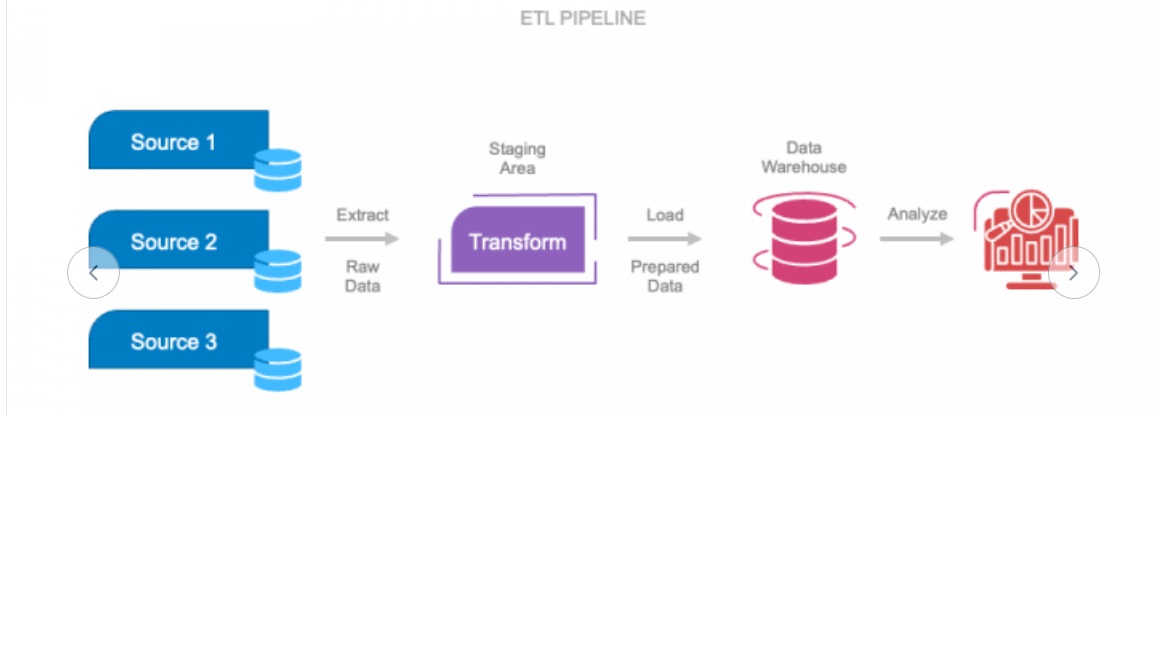 ETL PIPELINE
Source 1
Source 2
Source 3
Extract
Raw
Data
Staging
Area
Transform
Load
Prepared
Data
Data
Warehouse
Analyze